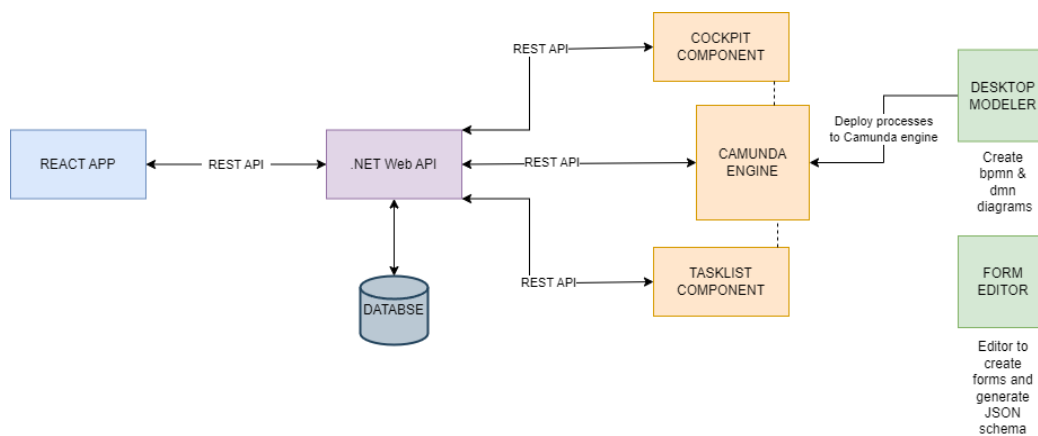 COCKPIT
COMPONENT
REST API
DESKTOP
MODELER
Deploy processes
to Camunda engine
REACT APP
REST API
.NET Web API
REST API
CAMUNDA
ENGINE
Create
bpmn &
dmn
diagrams
REST API
TASKLIST
COMPONENT
FORM
EDITOR
DATABSE
Editor to
create
forms and
generate
JSON
schema